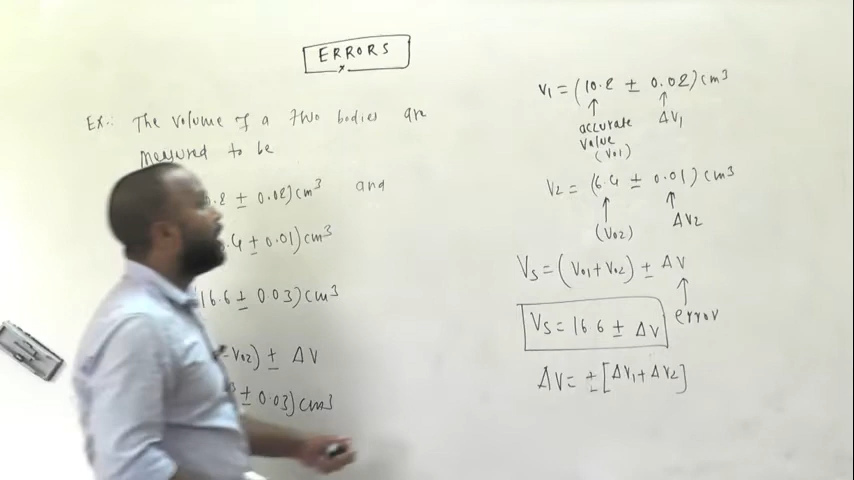 ERRORS
Ex:- The volume of a two bodies are
mesured to be
.2 ± 0.02) cm³ and
.4 ± 0.01) cm³
16.6 ± 0.03) cm³
- V02) ± ΔV
± 0.03) cm3
V1 = (10.2 ± 0.02) cm3
accurate
value
(V01)
ΔV1
V2 = (6.4 ± 0.01) cm3
(V02)
ΔV2
Vs = (V01 + V02) ± ΔV
error
Vs = 16 6 ± ΔV
ΔV = ± [ΔV1 + ΔV2]